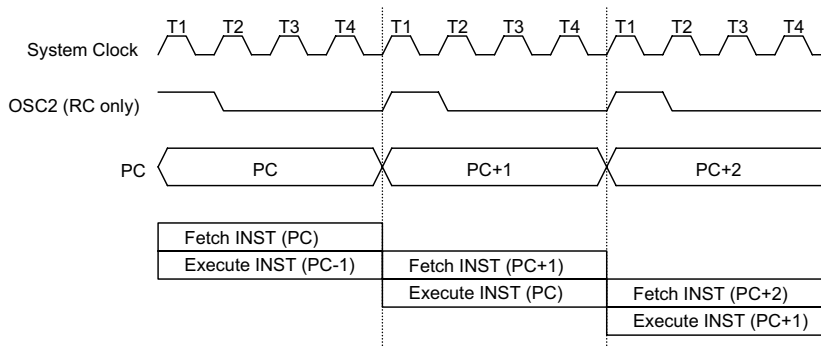 T1 T2 T3 T4 T1 T2 T3 T4 T1 T2 T3 T4
System Clock
OSC2 (RC only)
PC PC PC+1 PC+2
Fetch INST (PC)
Execute INST (PC-1) Fetch INST (PC+1)
Execute INST (PC) Fetch INST (PC+2)
Execute INST (PC+1)